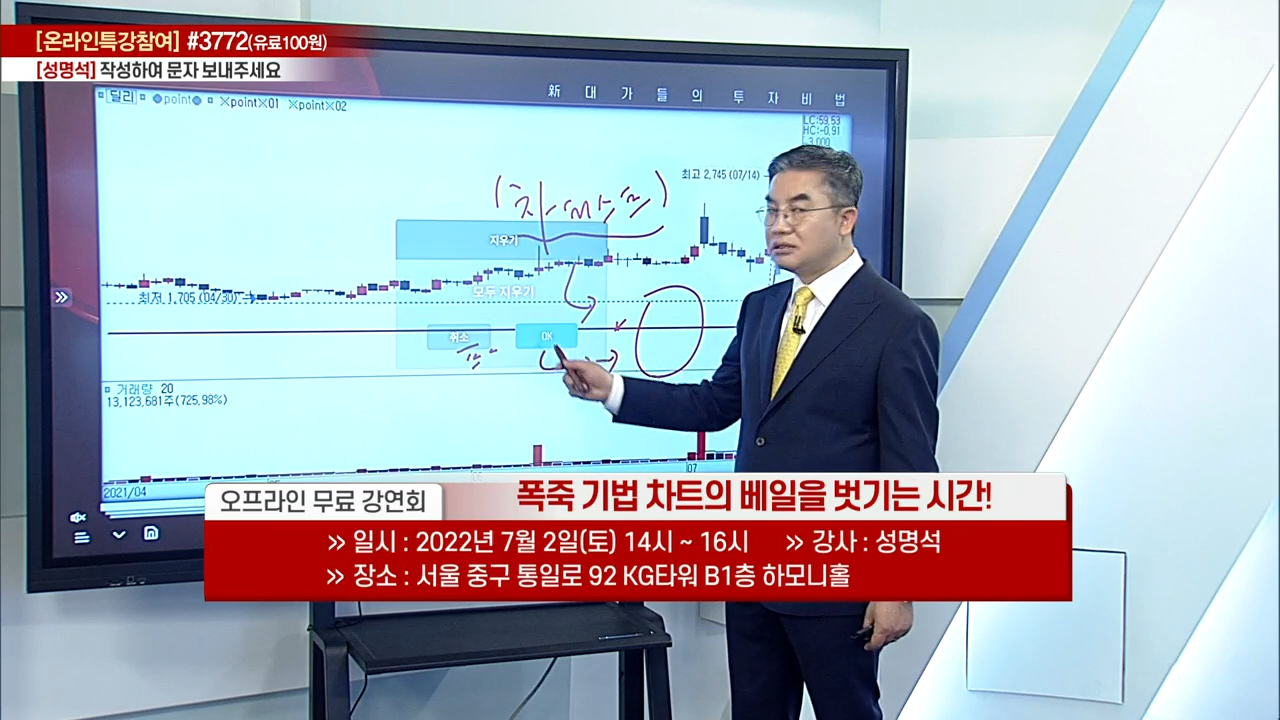 [온라인특강참여] #3772(유료100원)
[성명석] 작성하여 문자 보내주세요
新 대 가 들 의 투 자 비 법
딜리 point ※point※01 ※point※02
LC:59.53
HC:-0.91
3,000
최고 2,745 (07/14)
지우기
모두 지우기
최저 1,705 (04/30)
취소 OK
거래량 20
13,123,681주(725.98%)
2021/04 07
오프라인 무료 강연회
폭죽 기법 차트의 베일을 벗기는 시간!
» 일시 : 2022년 7월 2일(토) 14시 ~ 16시 » 강사 : 성명석
» 장소 : 서울 중구 통일로 92 KG타워 B1층 하모니홀